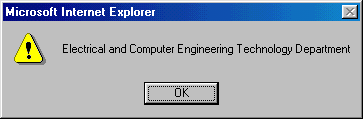 Microsoft Internet Explorer
Electrical and Computer Engineering Technology Department
OK